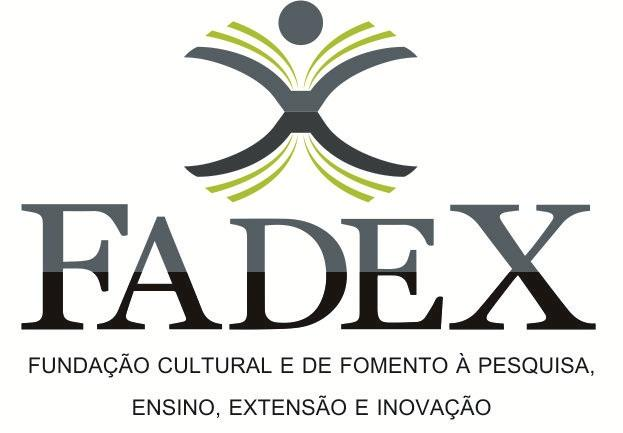 FADEX
FUNDAÇÃO CULTURAL E DE FOMENTO À PESQUISA,
ENSINO, EXTENSÃO E INOVAÇÃO